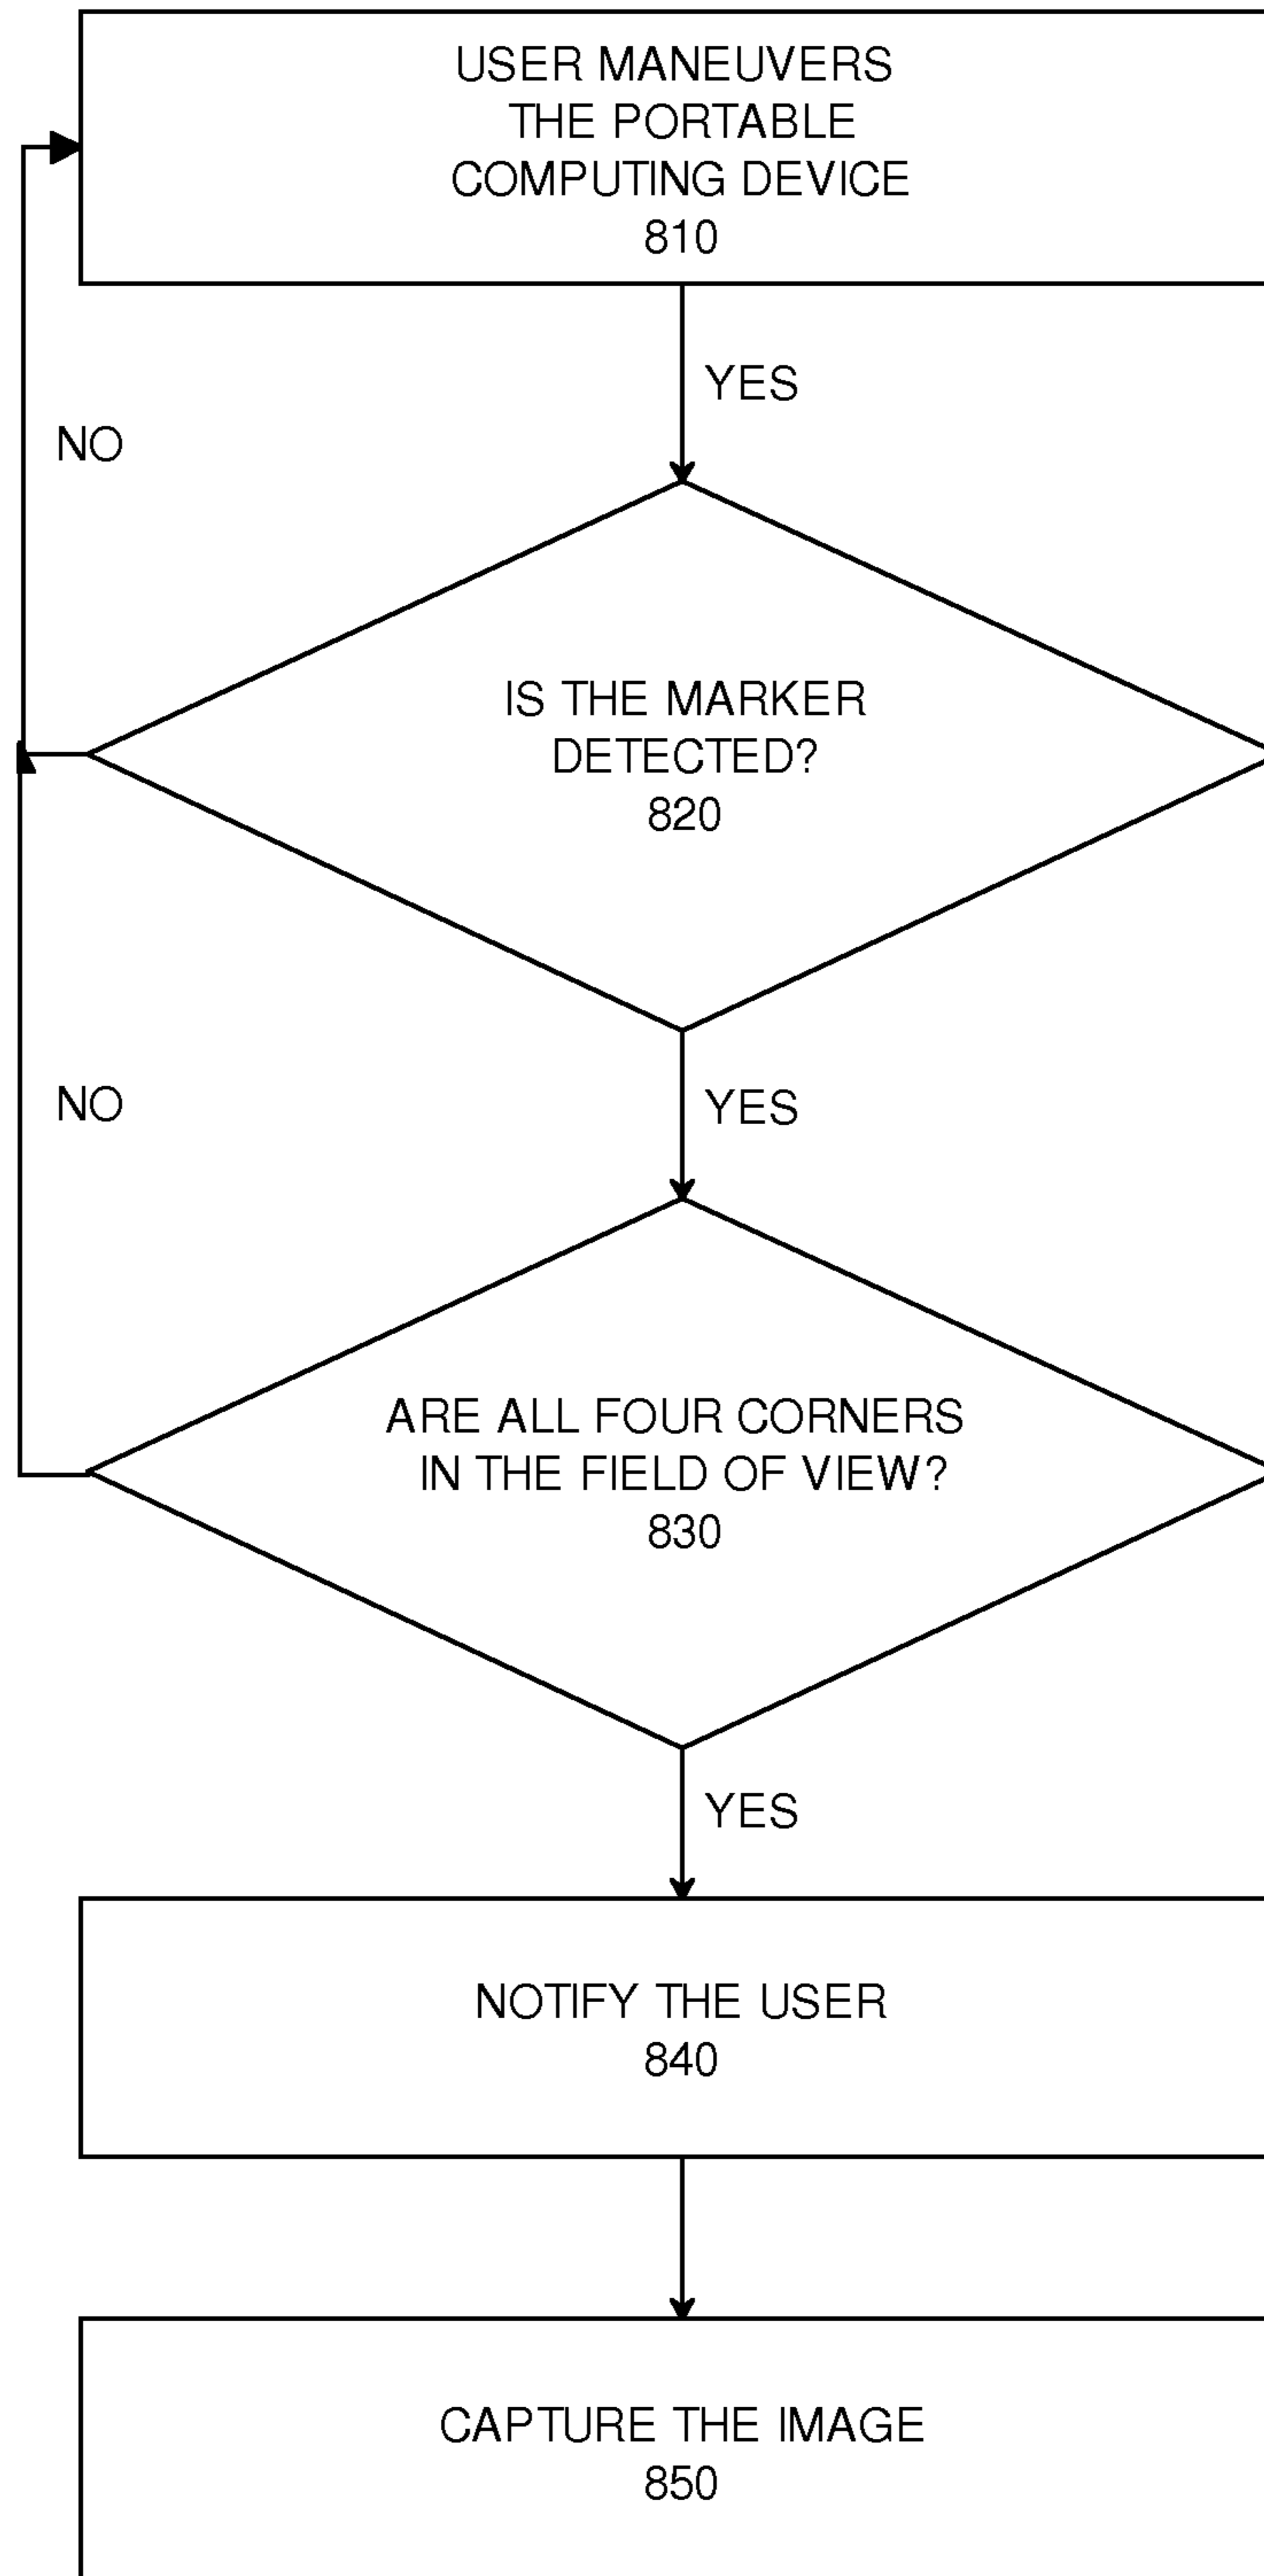 USER MANEUVERS
THE PORTABLE
COMPUTING DEVICE
810
YES
NO
IS THE MARKER
DETECTED?
820
NO
YES
ARE ALL FOUR CORNERS
IN THE FIELD OF VIEW?
830
YES
NOTIFY THE USER
840
CAPTURE THE IMAGE
850